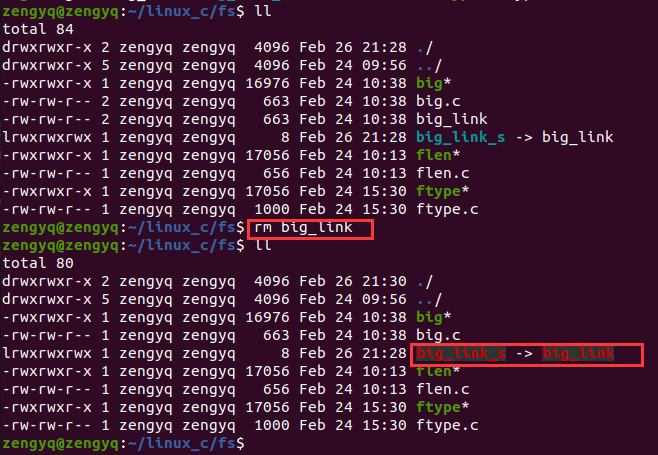 zengyq@zengyq:~/linux_c/fs$ ll
total 84
drwxrwxr-x 2 zengyq zengyq  4096 Feb 26 21:28 ./
drwxrwxr-x 5 zengyq zengyq  4096 Feb 24 09:56 ../
-rwxrwxr-x 1 zengyq zengyq 16976 Feb 24 10:38 big*
-rw-rw-r-- 2 zengyq zengyq   663 Feb 24 10:38 big.c
-rw-rw-r-- 2 zengyq zengyq   663 Feb 24 10:38 big_link
lrwxrwxrwx 1 zengyq zengyq     8 Feb 26 21:28 big_link_s -> big_link
-rwxrwxr-x 1 zengyq zengyq 17056 Feb 24 10:13 flen*
-rw-rw-r-- 1 zengyq zengyq   656 Feb 24 10:13 flen.c
-rwxrwxr-x 1 zengyq zengyq 17056 Feb 24 15:30 ftype*
-rw-rw-r-- 1 zengyq zengyq  1000 Feb 24 15:30 ftype.c
zengyq@zengyq:~/linux_c/fs$ rm big_link
zengyq@zengyq:~/linux_c/fs$ ll
total 80
drwxrwxr-x 2 zengyq zengyq  4096 Feb 26 21:30 ./
drwxrwxr-x 5 zengyq zengyq  4096 Feb 24 09:56 ../
-rwxrwxr-x 1 zengyq zengyq 16976 Feb 24 10:38 big*
-rw-rw-r-- 1 zengyq zengyq   663 Feb 24 10:38 big.c
lrwxrwxrwx 1 zengyq zengyq     8 Feb 26 21:28 big_link_s -> big_link
-rwxrwxr-x 1 zengyq zengyq 17056 Feb 24 10:13 flen*
-rw-rw-r-- 1 zengyq zengyq   656 Feb 24 10:13 flen.c
-rwxrwxr-x 1 zengyq zengyq 17056 Feb 24 15:30 ftype*
-rw-rw-r-- 1 zengyq zengyq  1000 Feb 24 15:30 ftype.c
zengyq@zengyq:~/linux_c/fs$